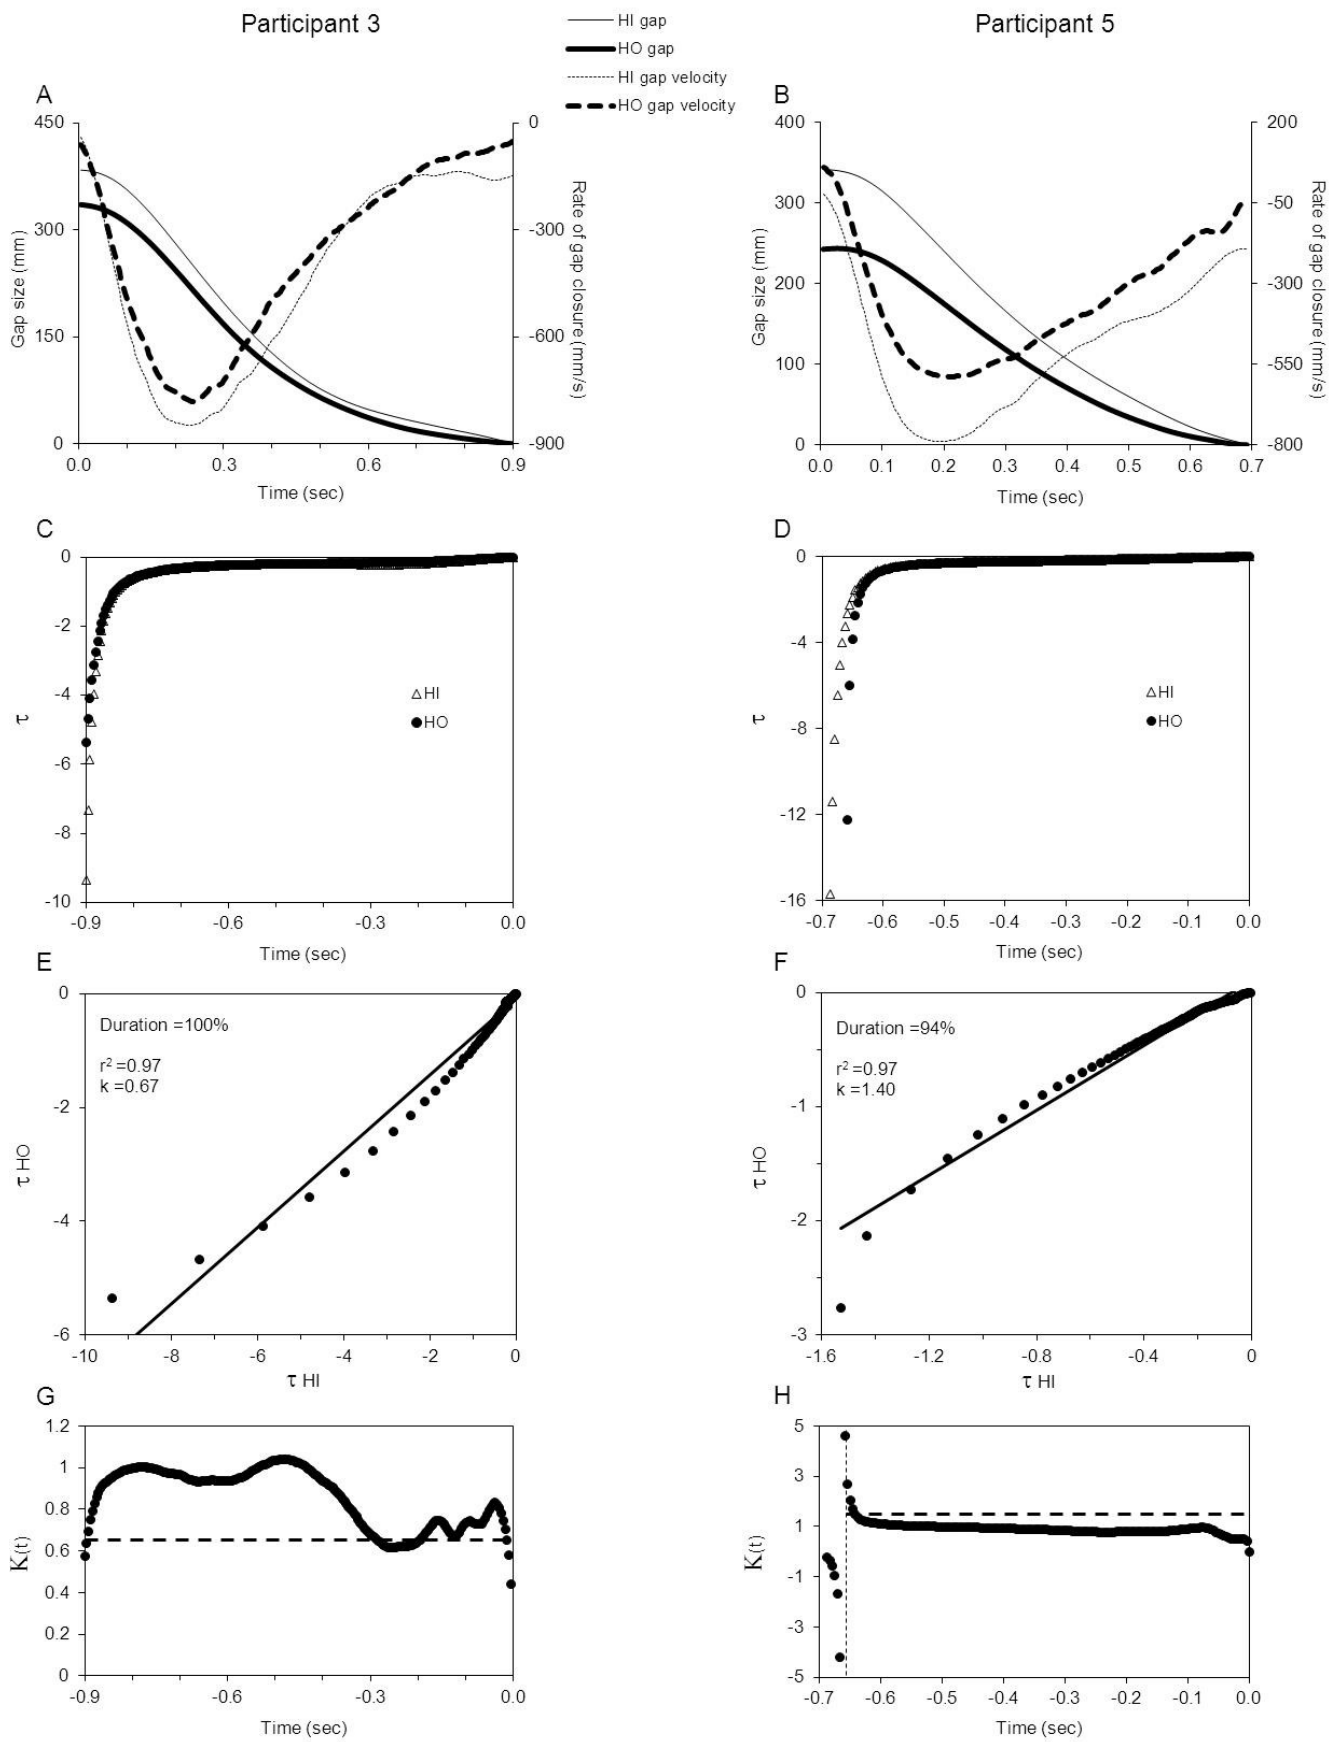 Participant 3
Participant 5
HI gap
HO gap
HI gap velocity
HO gap velocity
A
450
300
150
0
Gap size (mm)
0
-300
-600
-900
Rate of gap closure (mm/s)
0.0
0.3
0.6
0.9
Time (sec)
B
400
300
200
100
0
Gap size (mm)
200
-50
-300
-550
-800
Rate of gap closure (mm/s)
0.0
0.1
0.2
0.3
0.4
0.5
0.6
0.7
Time (sec)
C
0
-2
-4
-6
-8
-10
τ
HI
HO
-0.9
-0.6
-0.3
0.0
Time (sec)
D
0
-4
-8
-12
-16
τ
HI
HO
-0.7
-0.6
-0.5
-0.4
-0.3
-0.2
-0.1
0.0
Time (sec)
E
0
-2
-4
-6
τ HO
Duration =100%
r² =0.97
k =0.67
-10
-8
-6
-4
-2
0
τ HI
F
0
-1
-2
-3
τ HO
Duration =94%
r² =0.97
k =1.40
-1.6
-1.2
-0.8
-0.4
0
τ HI
G
1.2
1
0.8
0.6
0.4
0.2
0
K(t)
-0.9
-0.6
-0.3
0.0
Time (sec)
H
5
3
1
-1
-3
-5
K(t)
-0.7
-0.6
-0.5
-0.4
-0.3
-0.2
-0.1
0.0
Time (sec)